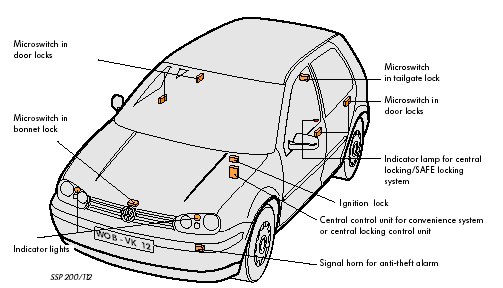 Microswitch in
door locks
Microswitch
in tailgate lock
Microswitch in
door locks
Microswitch in
bonnet lock
Indicator lamp for central
locking/SAFE locking
system
Ignition lock
Central control unit for convenience system
or central locking control unit
WOB - VK 12
Indicator lights
Signal horn for anti-theft alarm
SSP 200/112